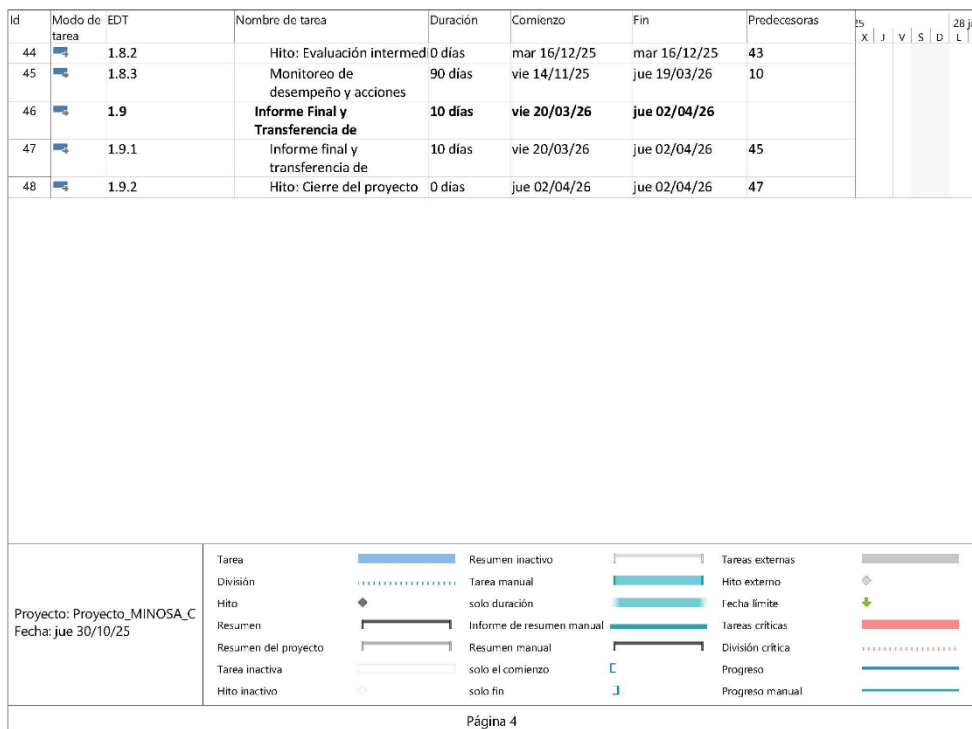 Id Modo de tarea EDT Nombre de tarea Duración Comienzo Fin Predecesoras
25 28 j
X J V S D L
44 1.8.2 Hito: Evaluación intermed 0 días mar 16/12/25 mar 16/12/25 43
45 1.8.3 Monitoreo de desempeño y acciones 90 días vie 14/11/25 jue 19/03/26 10
46 1.9 Informe Final y Transferencia de 10 días vie 20/03/26 jue 02/04/26
47 1.9.1 Informe final y transferencia de 10 días vie 20/03/26 jue 02/04/26 45
48 1.9.2 Hito: Cierre del proyecto 0 días jue 02/04/26 jue 02/04/26 47
Proyecto: Proyecto_MINOSA_C
Fecha: jue 30/10/25
Tarea Resumen inactivo Tareas externas
División Tarea manual Hito externo
Hito solo duración Fecha límite
Resumen Informe de resumen manual Tareas críticas
Resumen del proyecto Resumen manual División crítica
Tarea inactiva solo el comienzo Progreso
Hito inactivo solo fin Progreso manual
Página 4